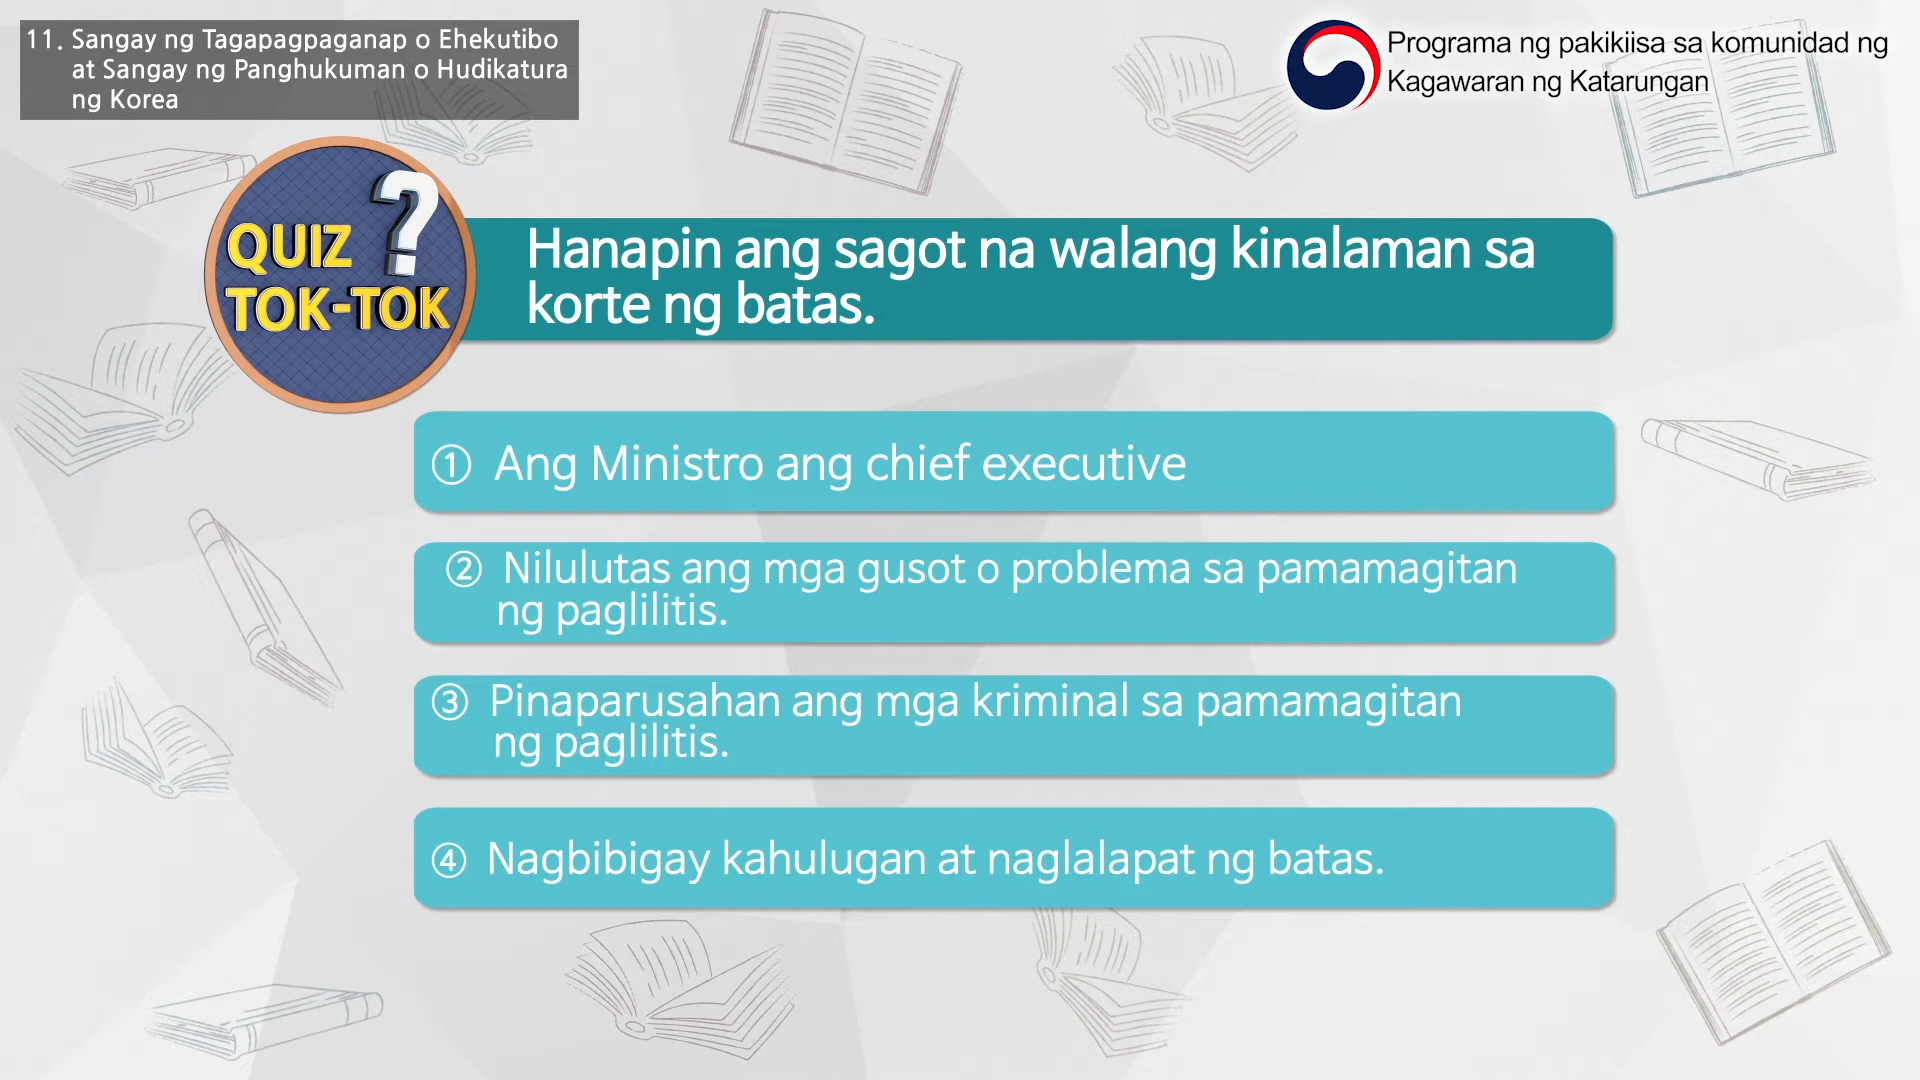 11. Sangay ng Tagapagpaganap o Ehekutibo
at Sangay ng Panghukuman o Hudikatura
ng Korea
Programa ng pakikiisa sa komunidad ng
Kagawaran ng Katarungan
QUIZ ?
TOK-TOK
Hanapin ang sagot na walang kinalaman sa
korte ng batas.
① Ang Ministro ang chief executive
② Nilulutas ang mga gusot o problema sa pamamagitan
ng paglilitis.
③ Pinaparusahan ang mga kriminal sa pamamagitan
ng paglilitis.
④ Nagbibigay kahulugan at naglalapat ng batas.